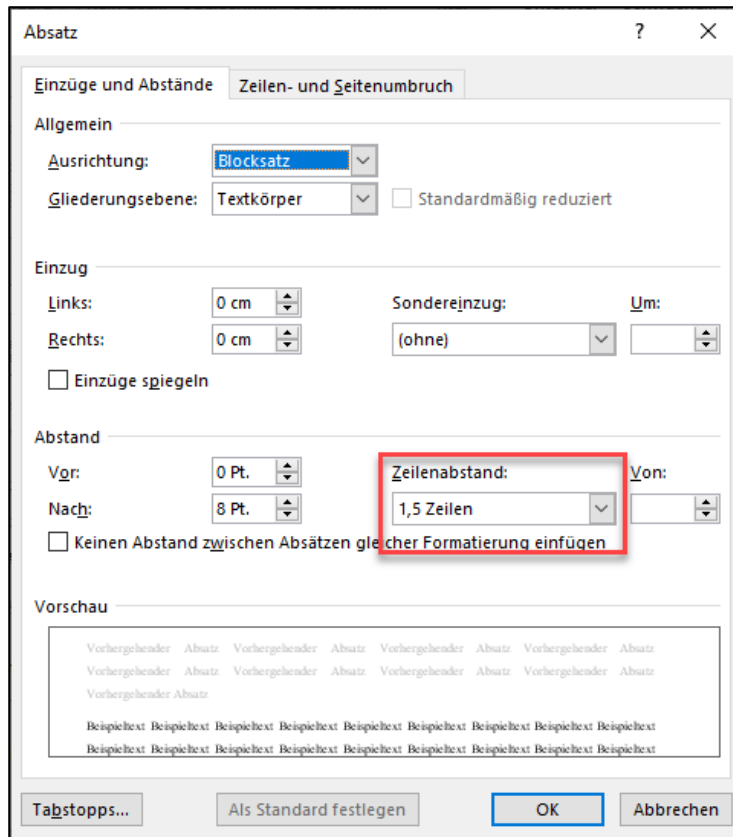 Absatz ?
Einzüge und Abstände Zeilen- und Seitenumbruch
Allgemein
Ausrichtung: Blocksatz
Gliederungsebene: Textkörper Standardmäßig reduziert
Einzug
Links: 0 cm Sondereinzug: Um:
Rechts: 0 cm (ohne)
Einzüge spiegeln
Abstand
Vor: 0 Pt. Zeilenabstand: Von:
Nach: 8 Pt. 1,5 Zeilen
Keinen Abstand zwischen Absätzen gleicher Formatierung einfügen
Vorschau
Vorhergehender Absatz Vorhergehender Absatz Vorhergehender Absatz Vorhergehender Absatz
Vorhergehender Absatz Vorhergehender Absatz Vorhergehender Absatz Vorhergehender Absatz
Vorhergehender Absatz
Beispieltext Beispieltext Beispieltext Beispieltext Beispieltext Beispieltext Beispieltext Beispieltext Beispieltext
Beispieltext Beispieltext Beispieltext Beispieltext Beispieltext Beispieltext Beispieltext Beispieltext Beispieltext
Tabstopps... Als Standard festlegen OK Abbrechen